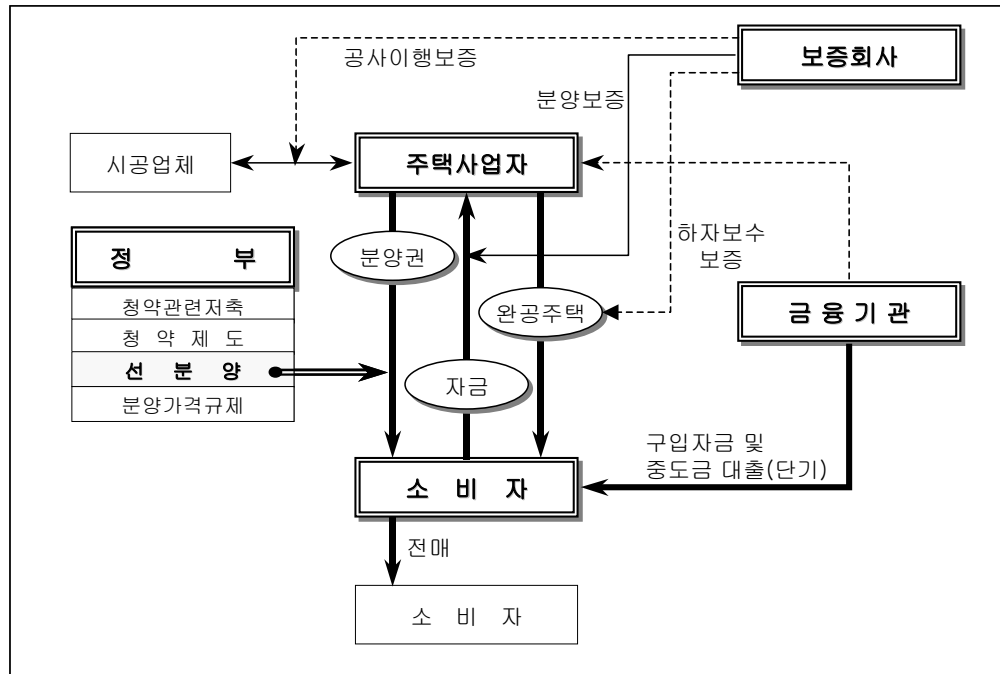 보증회사
공사이행보증
분양보증
시공업체
주택사업자
하자보수
보증
정 부
분양권
청약관련저축
청 약 제 도
선 분 양
분양가격규제
완공주택
금 융 기 관
자금
구입자금 및
중도금 대출(단기)
소 비 자
전매
소 비 자